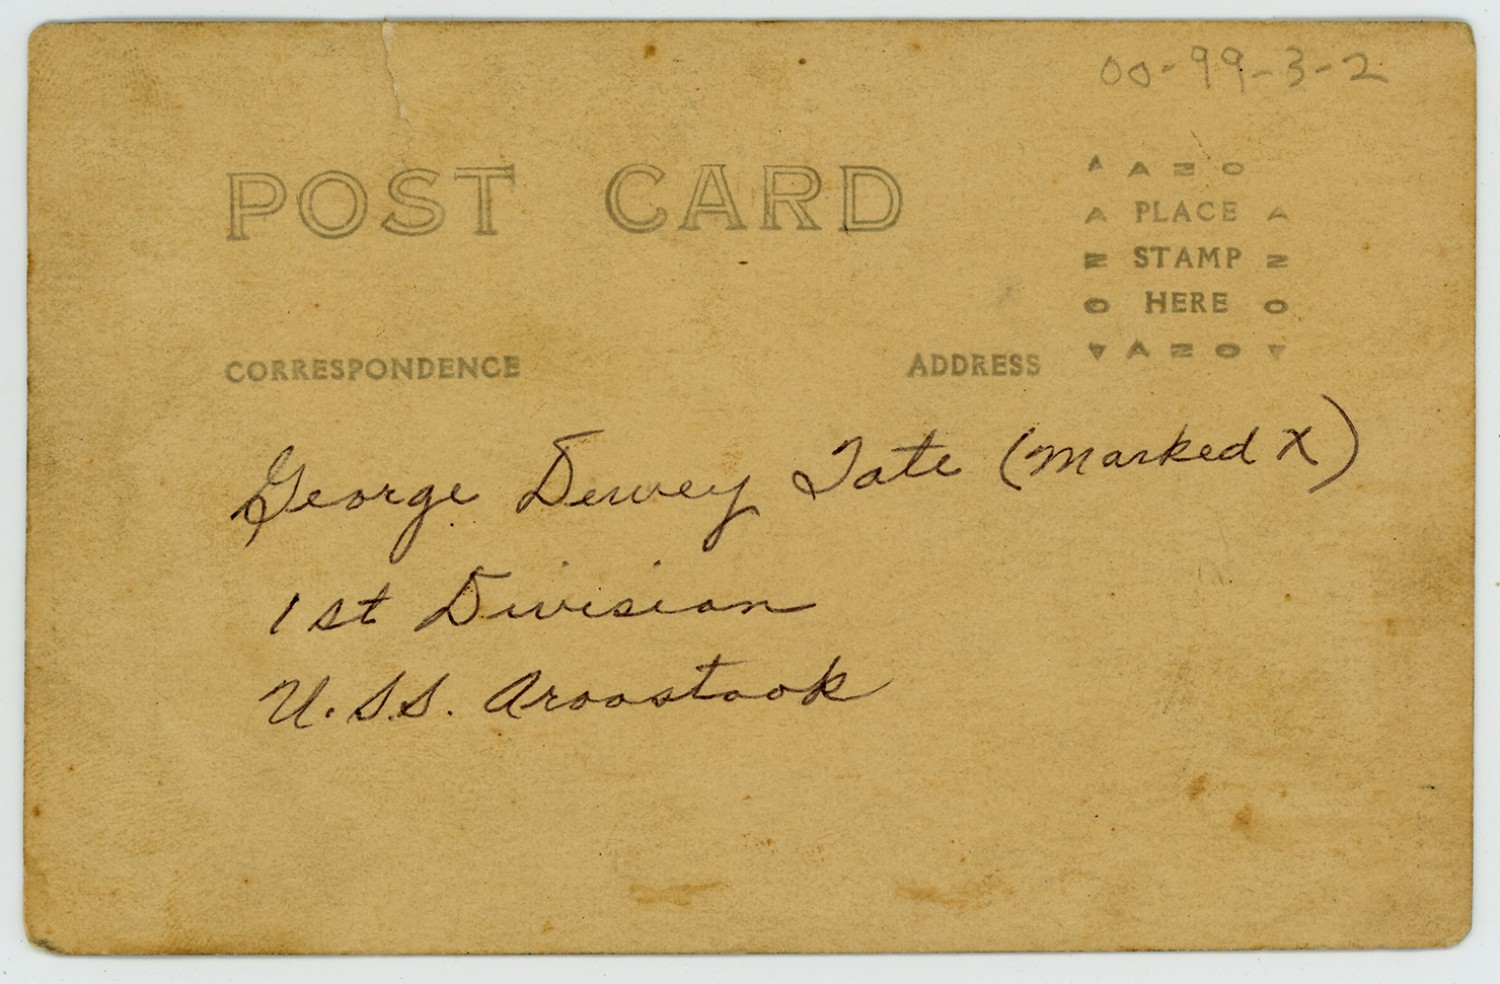 00-99-3-2
POST CARD
AZO
A PLACE A
Z STAMP Z
O HERE O
AZO
CORRESPONDENCE ADDRESS
George Dewey Tate (Marked X)
1st Division
U.S.S. Aroostook